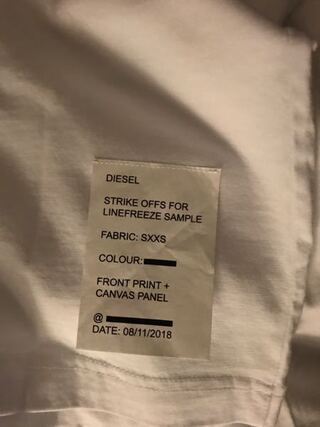 DIESEL
STRIKE OFFS FOR
LINEFREEZE SAMPLE
FABRIC: SXXS
COLOUR:
FRONT PRINT +
CANVAS PANEL
@
DATE: 08/11/2018